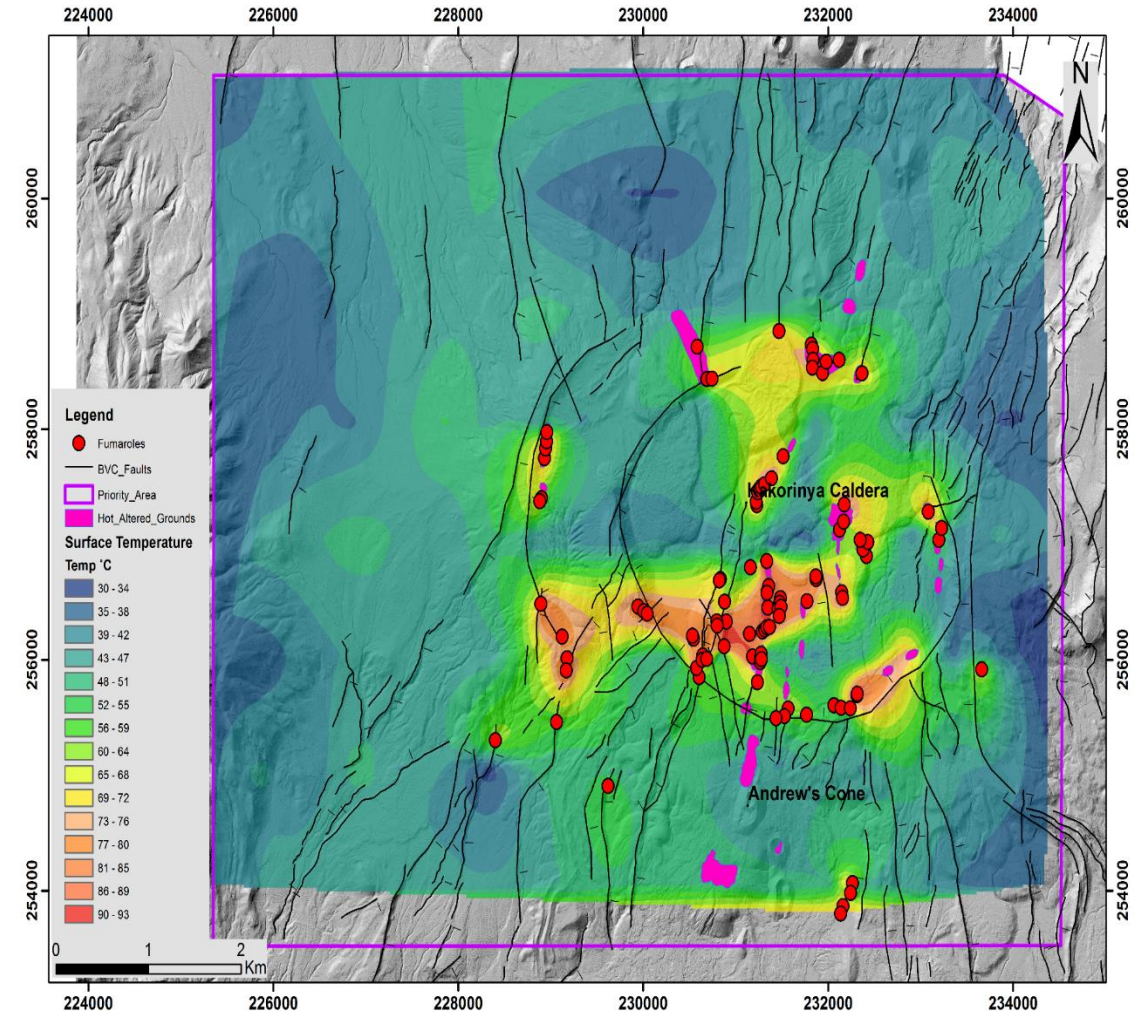 224000 226000 228000 230000 232000 234000
N
260000 260000
258000 258000
Legend
Fumaroles
BVC_Faults
Priority_Area
Hot_Altered_Grounds
Kakorinya Caldera
Surface Temperature
Temp °C
30 - 34
35 - 38
39 - 42
43 - 47
48 - 51
52 - 55
56 - 59
60 - 64
65 - 68
69 - 72
73 - 76
77 - 80
81 - 85
86 - 89
90 - 93
256000 256000
Andrew's Cone
254000 254000
0 1 2
Km
224000 226000 228000 230000 232000 234000